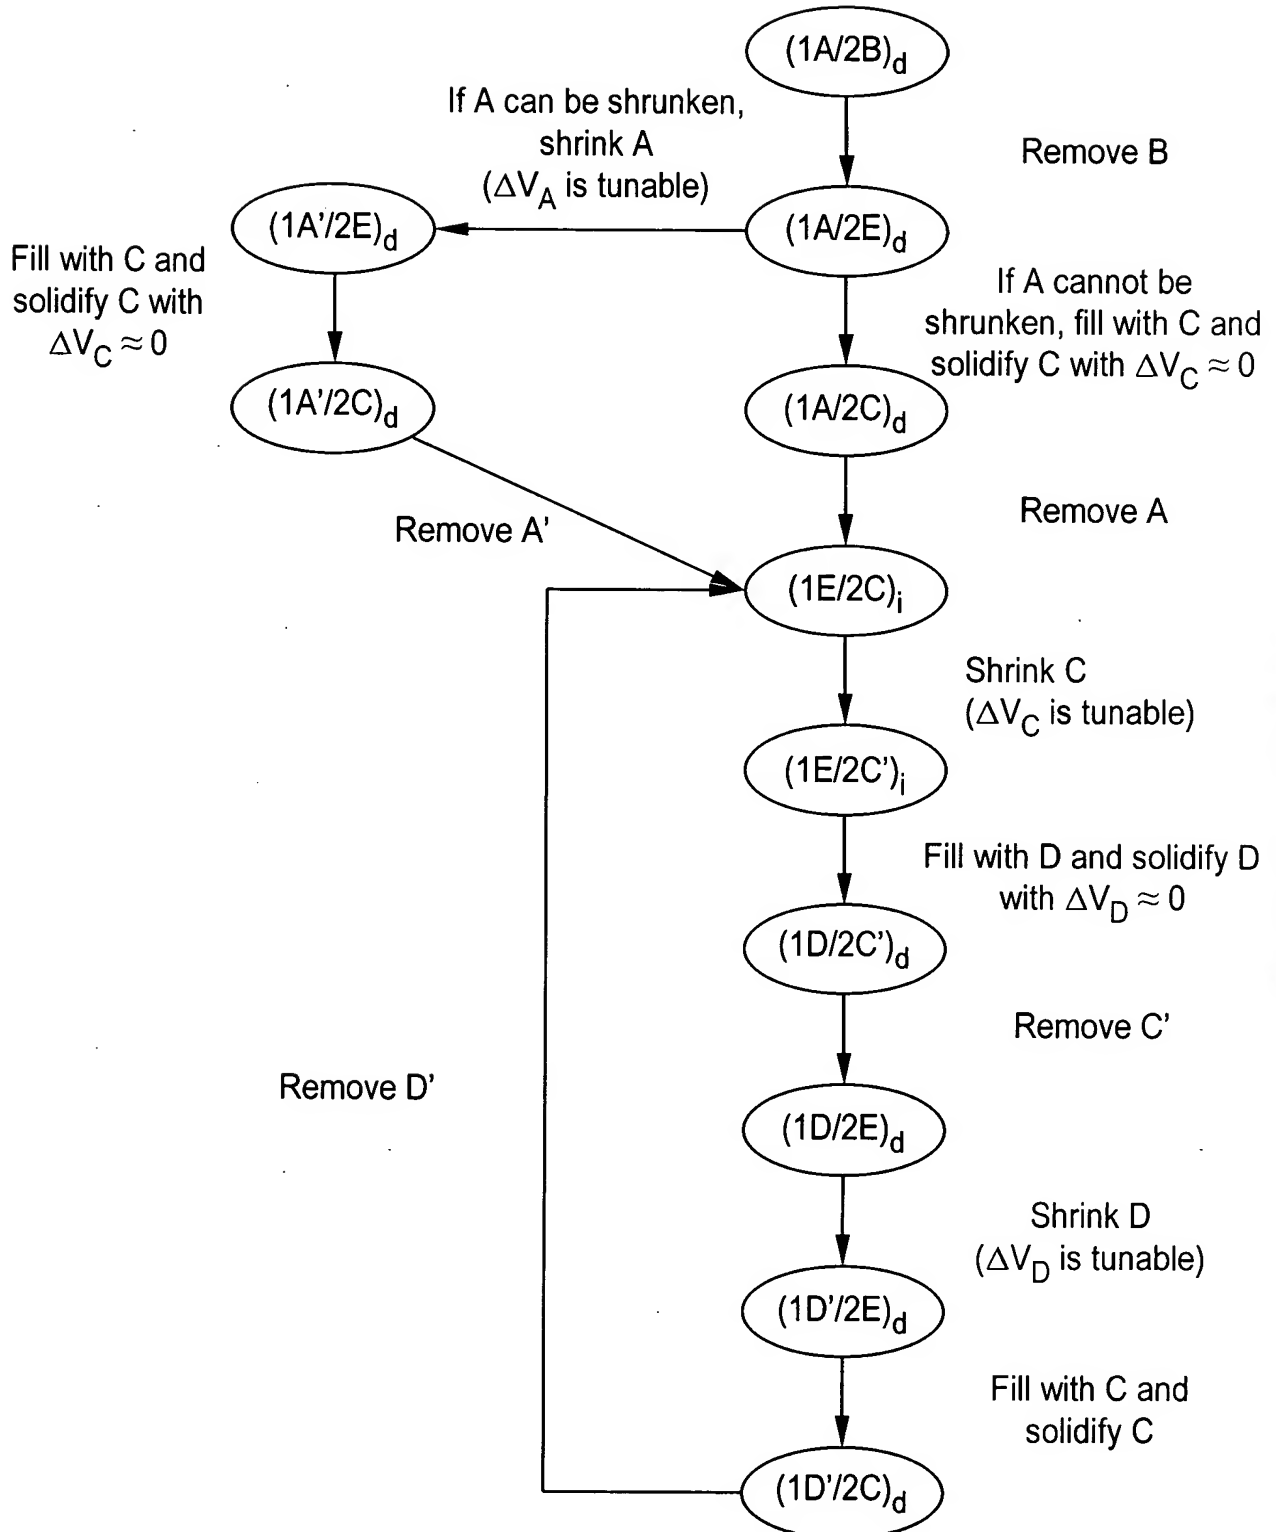 (1A/2B)d
If A can be shrunken,
shrink A
(ΔVA is tunable)
Remove B
(1A'/2E)d
(1A/2E)d
Fill with C and
solidify C with
ΔVC ≈ 0
If A cannot be
shrunken, fill with C and
solidify C with ΔVC ≈ 0
(1A'/2C)d
(1A/2C)d
Remove A'
Remove A
(1E/2C)i
Shrink C
(ΔVC is tunable)
(1E/2C')i
Fill with D and solidify D
with ΔVD ≈ 0
(1D/2C')d
Remove C'
Remove D'
(1D/2E)d
Shrink D
(ΔVD is tunable)
(1D'/2E)d
Fill with C and
solidify C
(1D'/2C)d